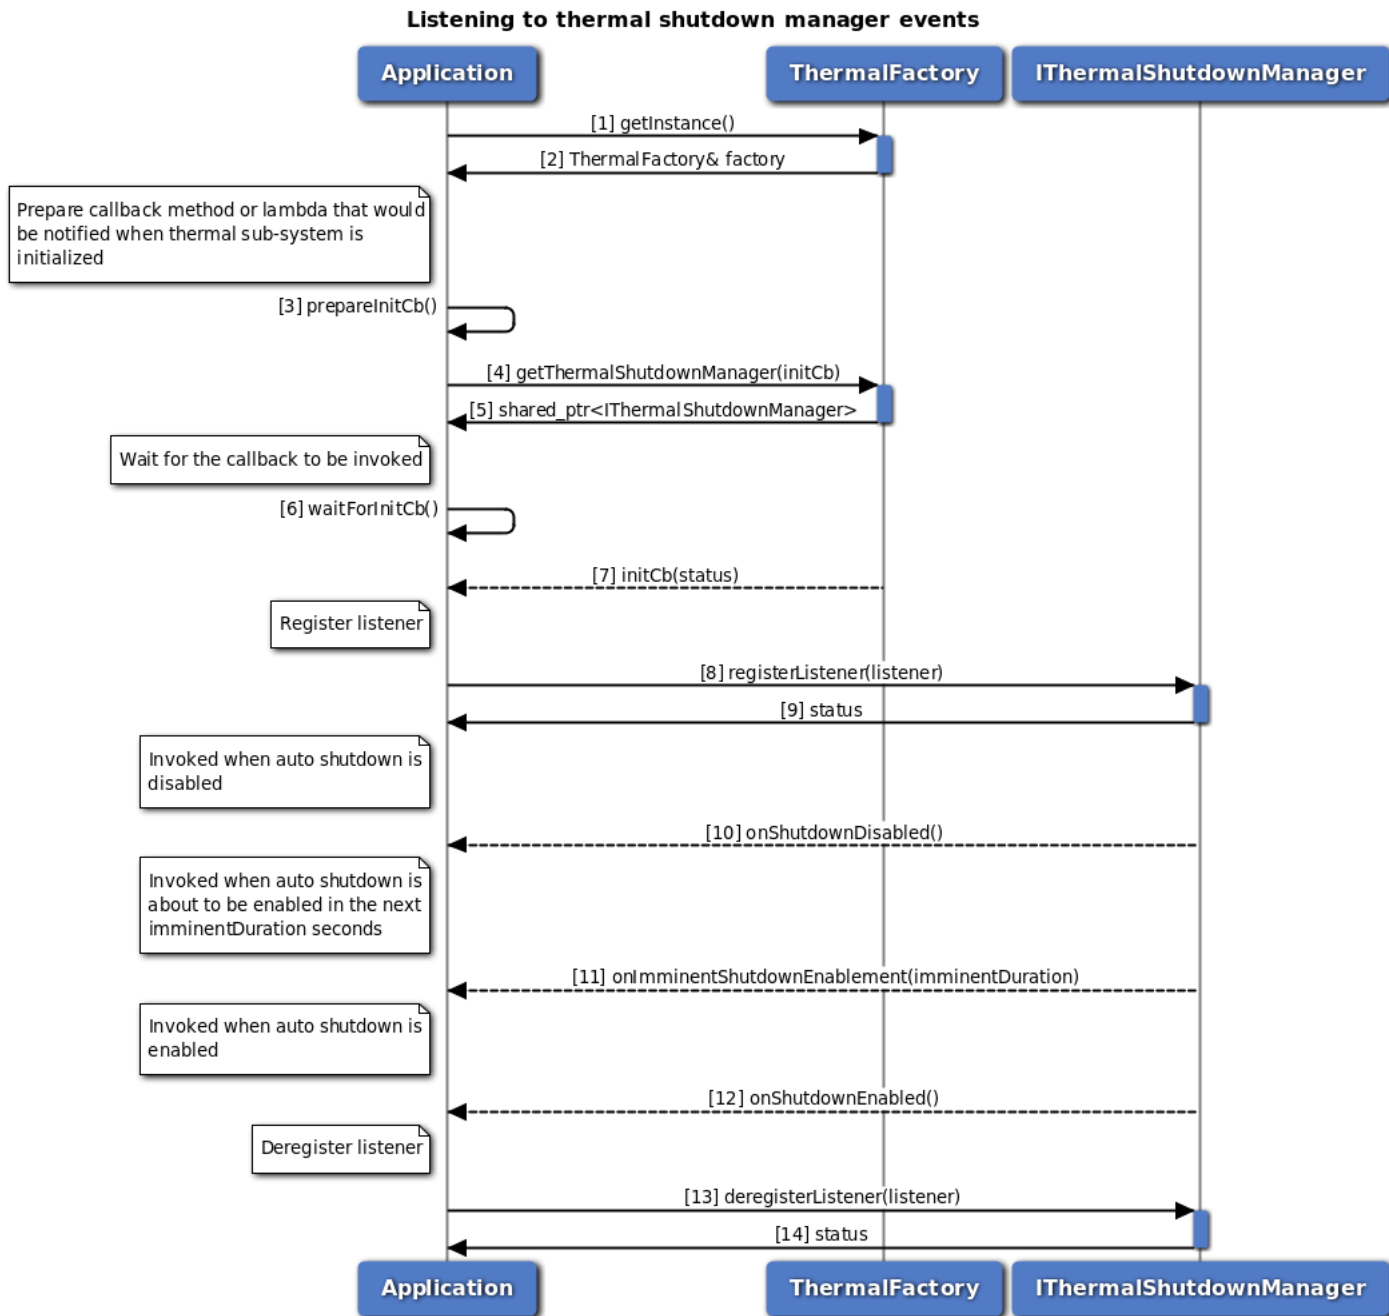 Listening to thermal shutdown manager events
Application
ThermalFactory
IThermalShutdownManager
[1] getInstance()
[2] ThermalFactory& factory
Prepare callback method or lambda that would
be notified when thermal sub-system is
initialized
[3] prepareInitCb()
[4] getThermalShutdownManager(initCb)
[5] shared_ptr<IThermalShutdownManager>
Wait for the callback to be invoked
[6] waitForInitCb()
[7] initCb(status)
Register listener
[8] registerListener(listener)
[9] status
Invoked when auto shutdown is
disabled
[10] onShutdownDisabled()
Invoked when auto shutdown is
about to be enabled in the next
imminentDuration seconds
[11] onImminentShutdownEnablement(imminentDuration)
Invoked when auto shutdown is
enabled
[12] onShutdownEnabled()
Deregister listener
[13] deregisterListener(listener)
[14] status
Application
ThermalFactory
IThermalShutdownManager